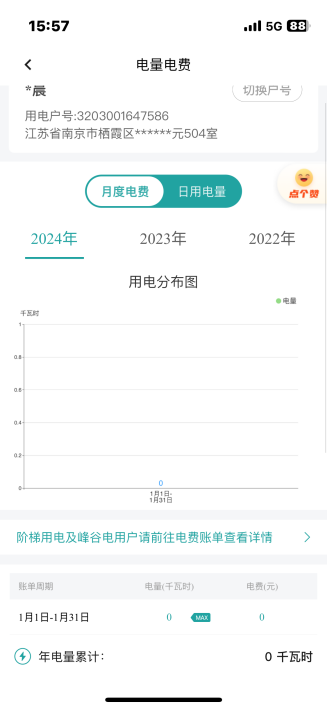 15:57
5G
88
电量电费
*晨
切换户号
用电户号:3203001647586
江苏省南京市栖霞区******元504室
月度电费
日用电量
点个赞
2024年
2023年
2022年
用电分布图
电量
千瓦时
1
0.8
0.6
0.4
0.2
0
0
1月1日-
1月31日
阶梯用电及峰谷电用户请前往电费账单查看详情
账单周期
电量(千瓦时)
电费(元)
1月1日-1月31日
0
MAX
0
年电量累计:
0 千瓦时